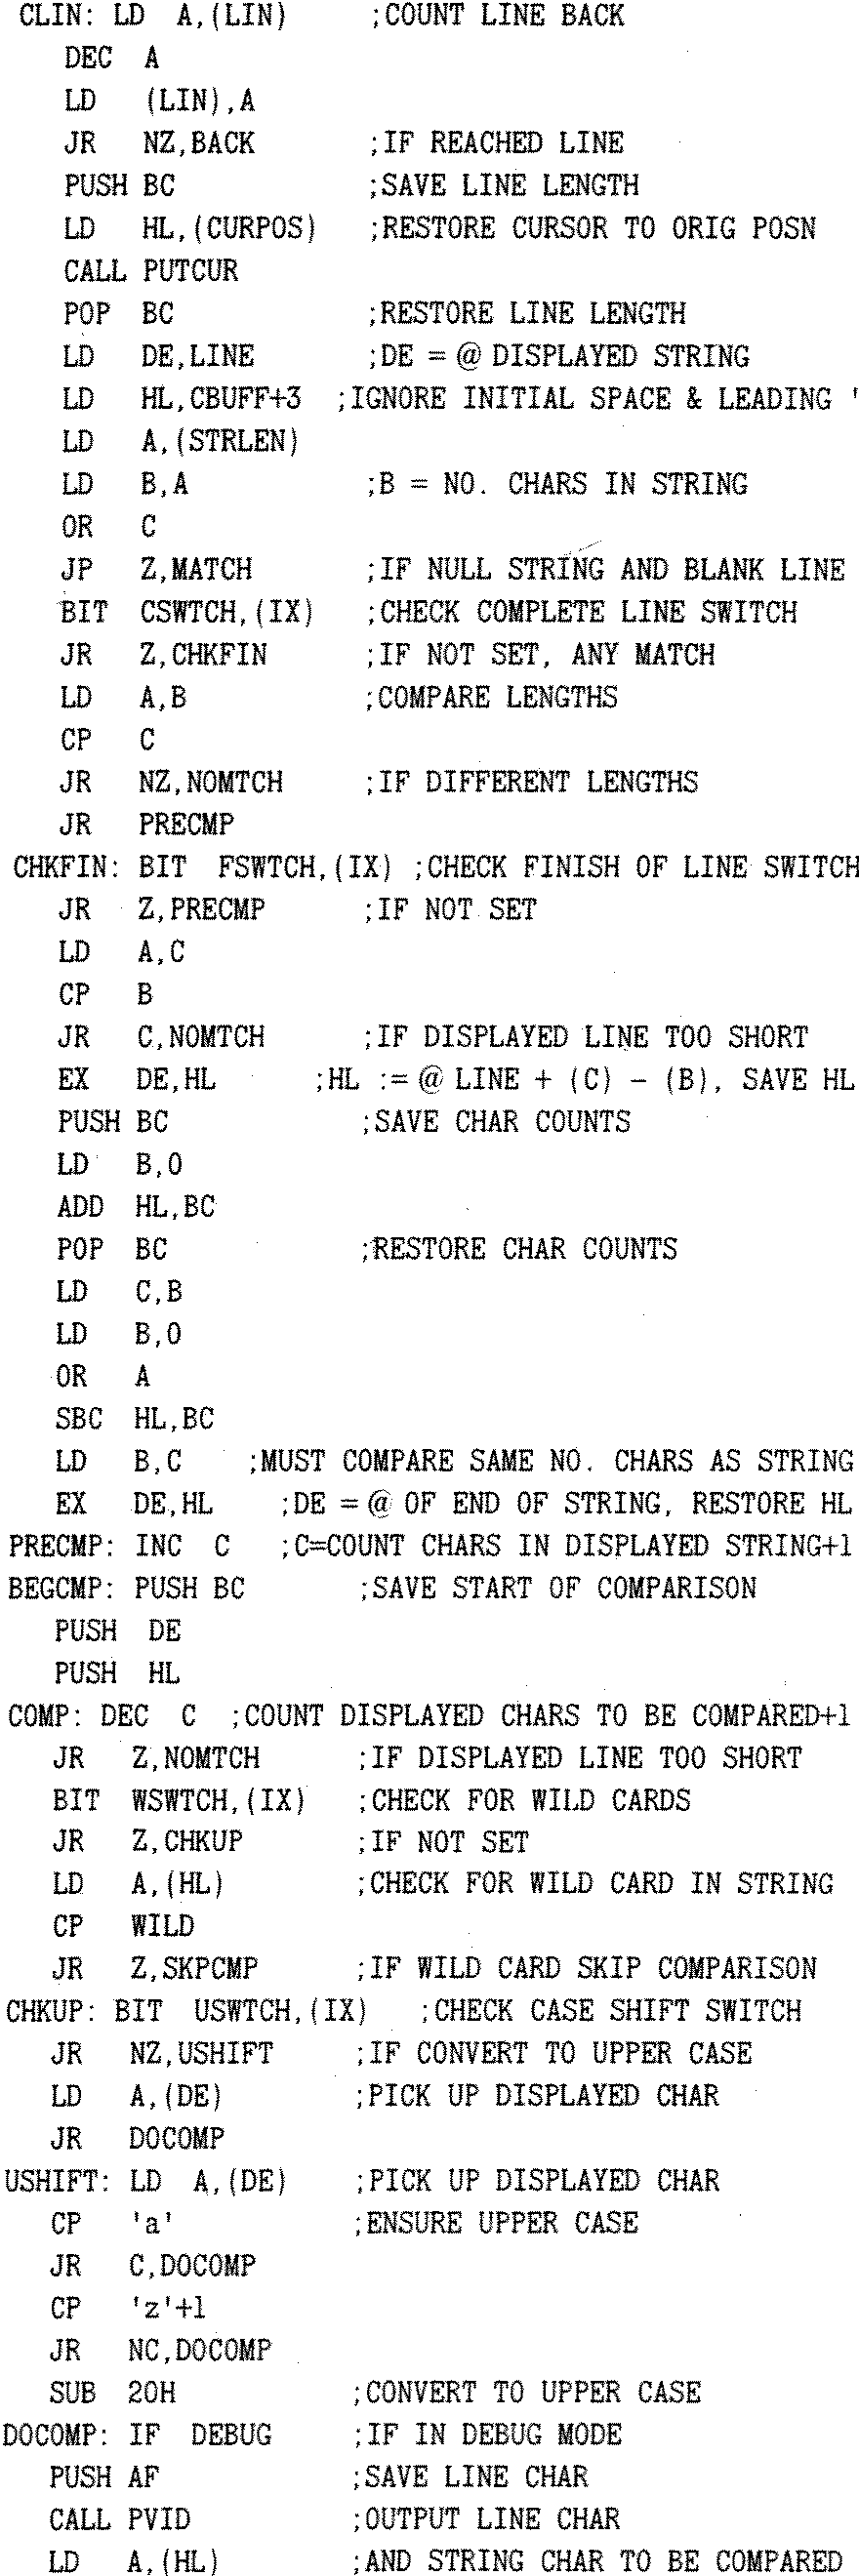 CLIN: LD A,(LIN) ;COUNT LINE BACK
DEC A
LD (LIN),A
JR NZ,BACK ;IF REACHED LINE
PUSH BC ;SAVE LINE LENGTH
LD HL,(CURPOS) ;RESTORE CURSOR TO ORIG POSN
CALL PUTCUR
POP BC ;RESTORE LINE LENGTH
LD DE,LINE ;DE = @ DISPLAYED STRING
LD HL,CBUFF+3 ;IGNORE INITIAL SPACE & LEADING '
LD A,(STRLEN)
LD B,A ;B = NO. CHARS IN STRING
OR C
JP Z,MATCH ;IF NULL STRING AND BLANK LINE
BIT CSWTCH,(IX) ;CHECK COMPLETE LINE SWITCH
JR Z,CHKFIN ;IF NOT SET, ANY MATCH
LD A,B ;COMPARE LENGTHS
CP C
JR NZ,NOMTCH ;IF DIFFERENT LENGTHS
JR PRECMP
CHKFIN: BIT FSWTCH,(IX) ;CHECK FINISH OF LINE SWITCH
JR Z,PRECMP ;IF NOT SET
LD A,C
CP B
JR C,NOMTCH ;IF DISPLAYED LINE TOO SHORT
EX DE,HL ;HL := @ LINE + (C) - (B), SAVE HL
PUSH BC ;SAVE CHAR COUNTS
LD B,0
ADD HL,BC
POP BC ;RESTORE CHAR COUNTS
LD C,B
LD B,0
OR A
SBC HL,BC
LD B,C ;MUST COMPARE SAME NO. CHARS AS STRING
EX DE,HL ;DE = @ OF END OF STRING, RESTORE HL
PRECMP: INC C ;C=COUNT CHARS IN DISPLAYED STRING+1
BEGCMP: PUSH BC ;SAVE START OF COMPARISON
PUSH DE
PUSH HL
COMP: DEC C ;COUNT DISPLAYED CHARS TO BE COMPARED+1
JR Z,NOMTCH ;IF DISPLAYED LINE TOO SHORT
BIT WSWTCH,(IX) ;CHECK FOR WILD CARDS
JR Z,CHKUP ;IF NOT SET
LD A,(HL) ;CHECK FOR WILD CARD IN STRING
CP WILD
JR Z,SKPCMP ;IF WILD CARD SKIP COMPARISON
CHKUP: BIT USWTCH,(IX) ;CHECK CASE SHIFT SWITCH
JR NZ,USHIFT ;IF CONVERT TO UPPER CASE
LD A,(DE) ;PICK UP DISPLAYED CHAR
JR DOCOMP
USHIFT: LD A,(DE) ;PICK UP DISPLAYED CHAR
CP 'a' ;ENSURE UPPER CASE
JR C,DOCOMP
CP 'z'+1
JR NC,DOCOMP
SUB 20H ;CONVERT TO UPPER CASE
DOCOMP: IF DEBUG ;IF IN DEBUG MODE
PUSH AF ;SAVE LINE CHAR
CALL PVID ;OUTPUT LINE CHAR
LD A,(HL) ;AND STRING CHAR TO BE COMPARED